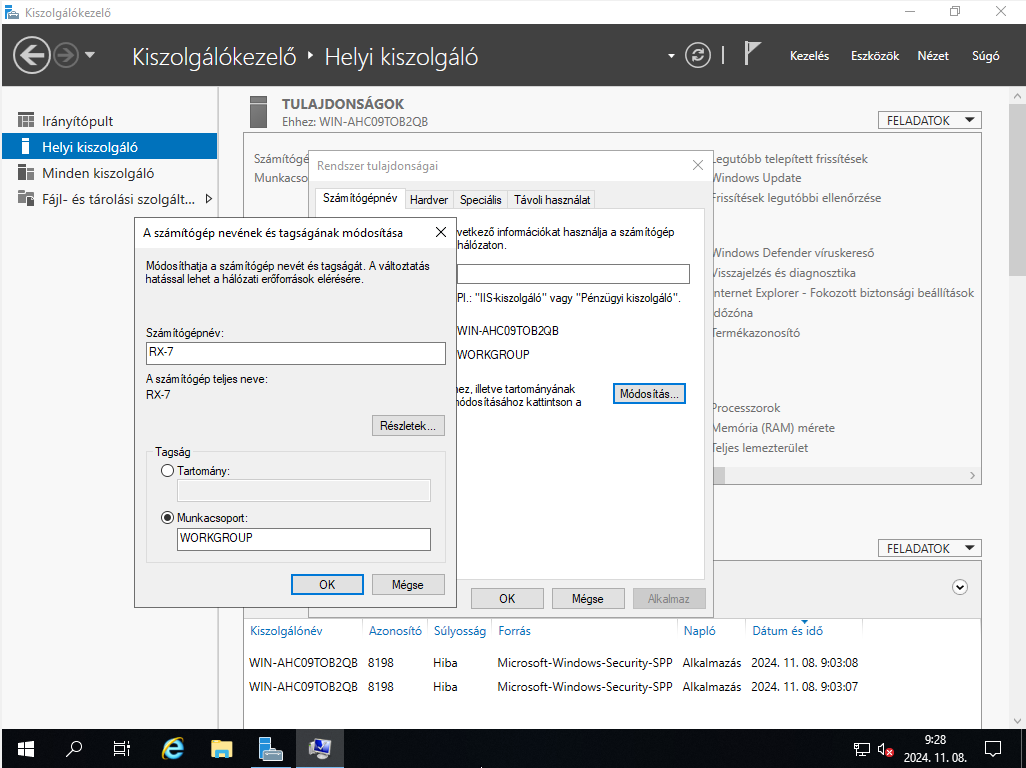 Kiszolgálókezelő
Kiszolgálókezelő
Helyi kiszolgáló
Kezelés
Eszközök
Nézet
Súgó
Irányítópult
Helyi kiszolgáló
Minden kiszolgáló
Fájl- és tárolási szolgált...
TULAJDONSÁGOK
Ehhez: WIN-AHC09TOB2QB
FELADATOK
Számítógé
Munkacso
Legutóbb telepített frissítések
Windows Update
Frissítések legutóbbi ellenőrzése
Windows Defender víruskereső
Visszajelzés és diagnosztika
Internet Explorer - Fokozott biztonsági beállítások
Időzóna
Termékazonosító
Processzorok
Memória (RAM) mérete
Teljes lemezterület
Rendszer tulajdonságai
Számítógépnév
Hardver
Speciális
Távoli használat
vetkező információkat használja a számítógép
hálózaton.
Pl.: "IIS-kiszolgáló" vagy "Pénzügyi kiszolgáló".
WIN-AHC09TOB2QB
WORKGROUP
hez, illetve tartományának
módosításához kattintson a
Módosítás...
OK
Mégse
Alkalmaz
A számítógép nevének és tagságának módosítása
Módosíthatja a számítógép nevét és tagságát. A változtatás
hatással lehet a hálózati erőforrások elérésére.
Számítógépnév:
RX-7
A számítógép teljes neve:
RX-7
Részletek...
Tagság
Tartomány:
Munkacsoport:
WORKGROUP
OK
Mégse
FELADATOK
Kiszolgálónév Azonosító Súlyosság Forrás Napló Dátum és idő
WIN-AHC09TOB2QB 8198 Hiba Microsoft-Windows-Security-SPP Alkalmazás 2024. 11. 08. 9:03:08
WIN-AHC09TOB2QB 8198 Hiba Microsoft-Windows-Security-SPP Alkalmazás 2024. 11. 08. 9:03:07
9:28
2024. 11. 08.